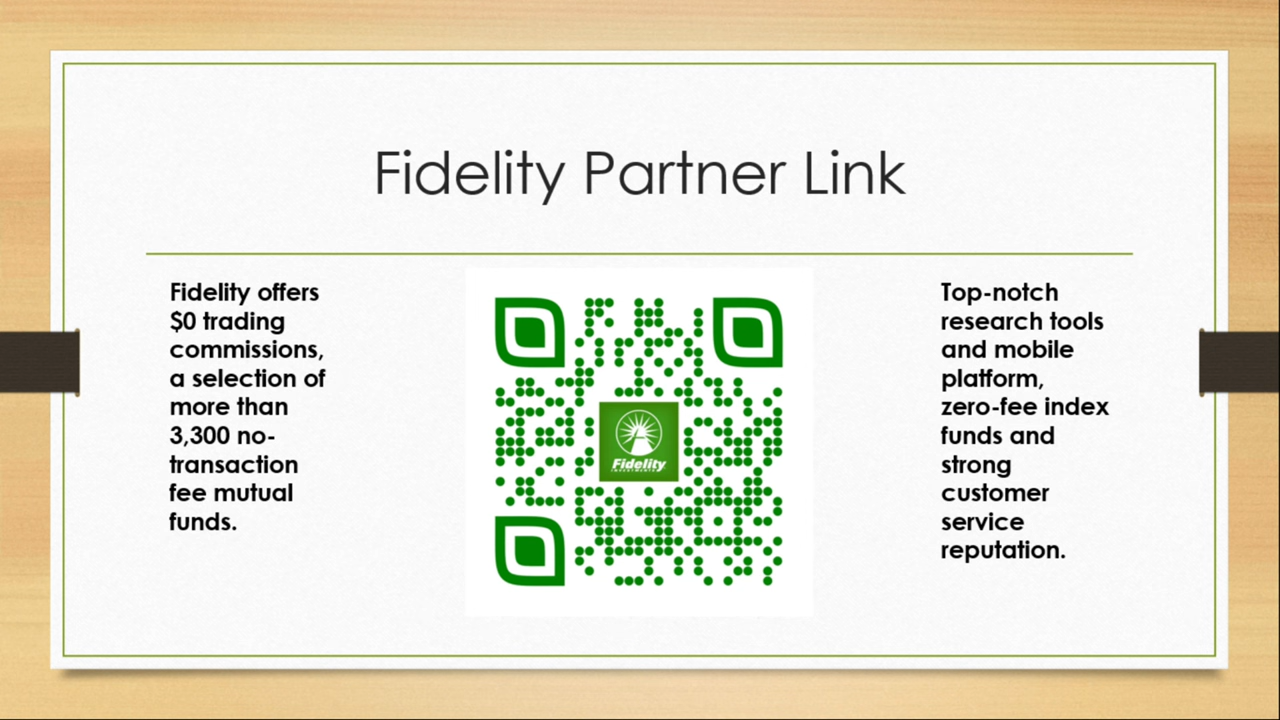 Fidelity Partner Link
Fidelity offers
$0 trading
commissions,
a selection of
more than
3,300 no-
transaction
fee mutual
funds.
Fidelity
INVESTMENTS
Top-notch
research tools
and mobile
platform,
zero-fee index
funds and
strong
customer
service
reputation.